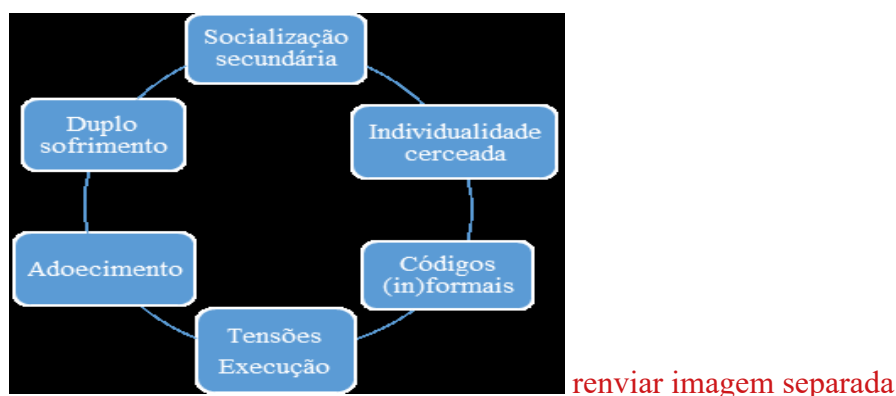 Socialização
secundária
Individualidade
cerceada
Códigos
(in)formais
Tensões
Execução
Adoecimento
Duplo
sofrimento
renviar imagem separada